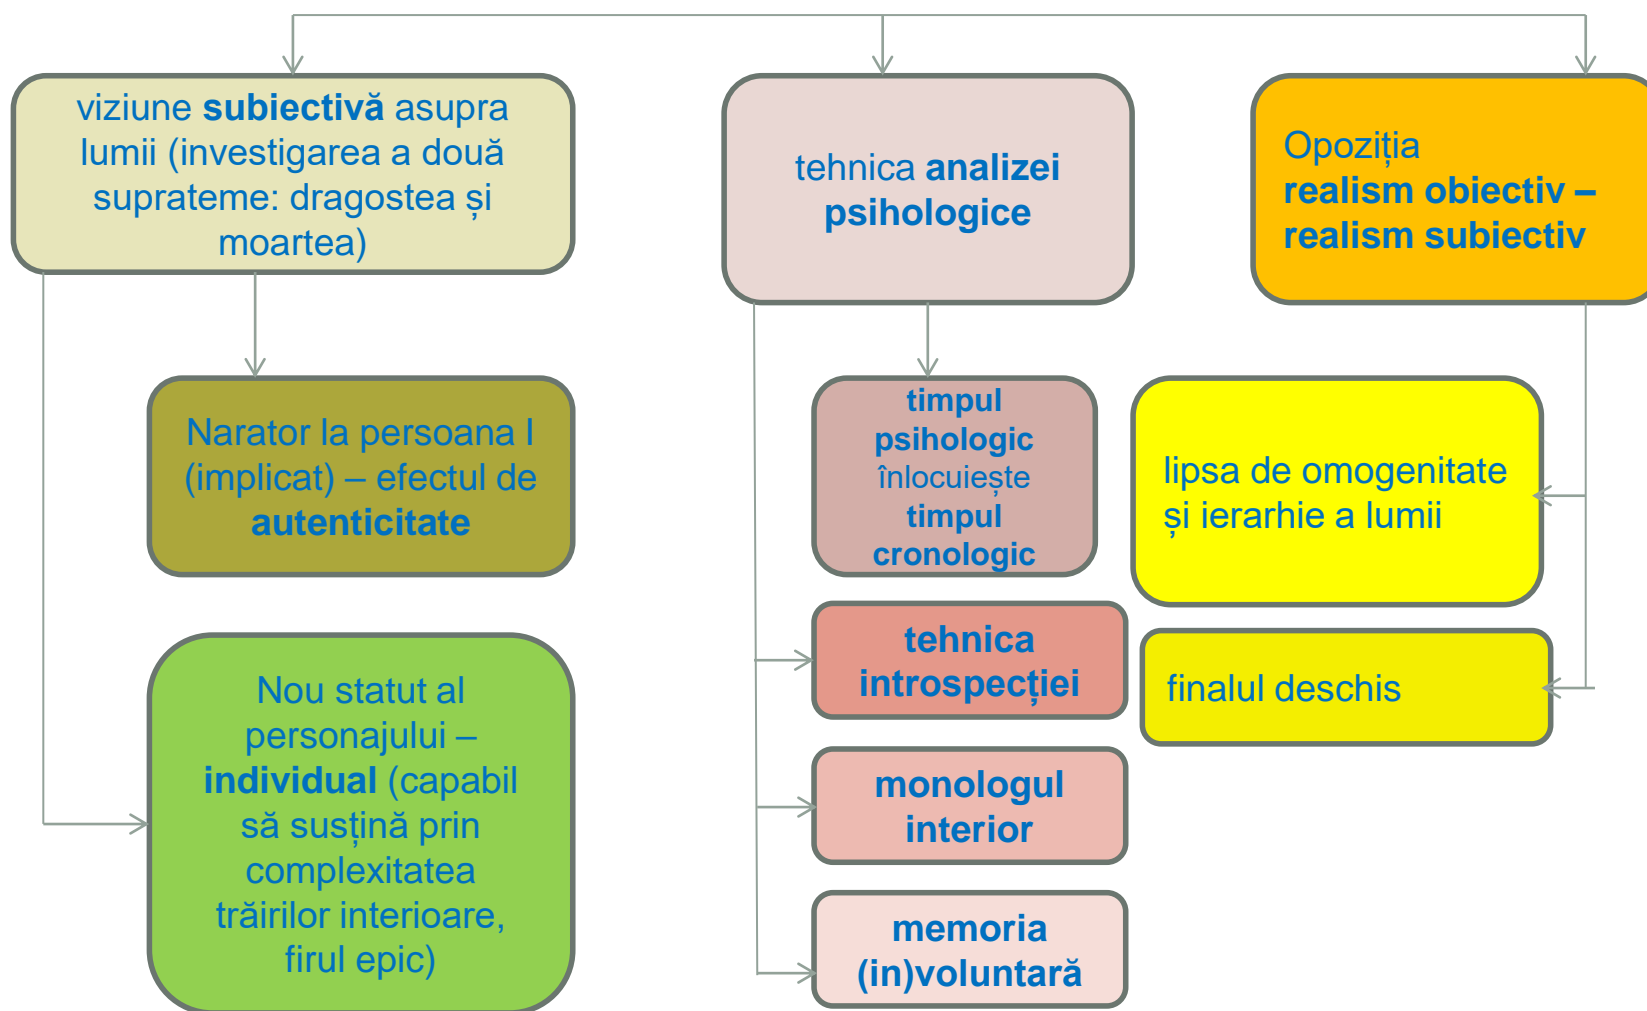 viziune subiectivă asupra
lumii (investigarea a două
suprateme: dragostea și
moartea)
tehnica analizei
psihologice
Opoziția
realism obiectiv –
realism subiectiv
Narator la persoana I
(implicat) – efectul de
autenticitate
timpul
psihologic
înlocuiește
timpul
cronologic
lipsa de omogenitate
și ierarhie a lumii
Nou statut al
personajului –
individual (capabil
să susțină prin
complexitatea
trăirilor interioare,
firul epic)
tehnica
introspecției
finalul deschis
monologul
interior
memoria
(in)voluntară